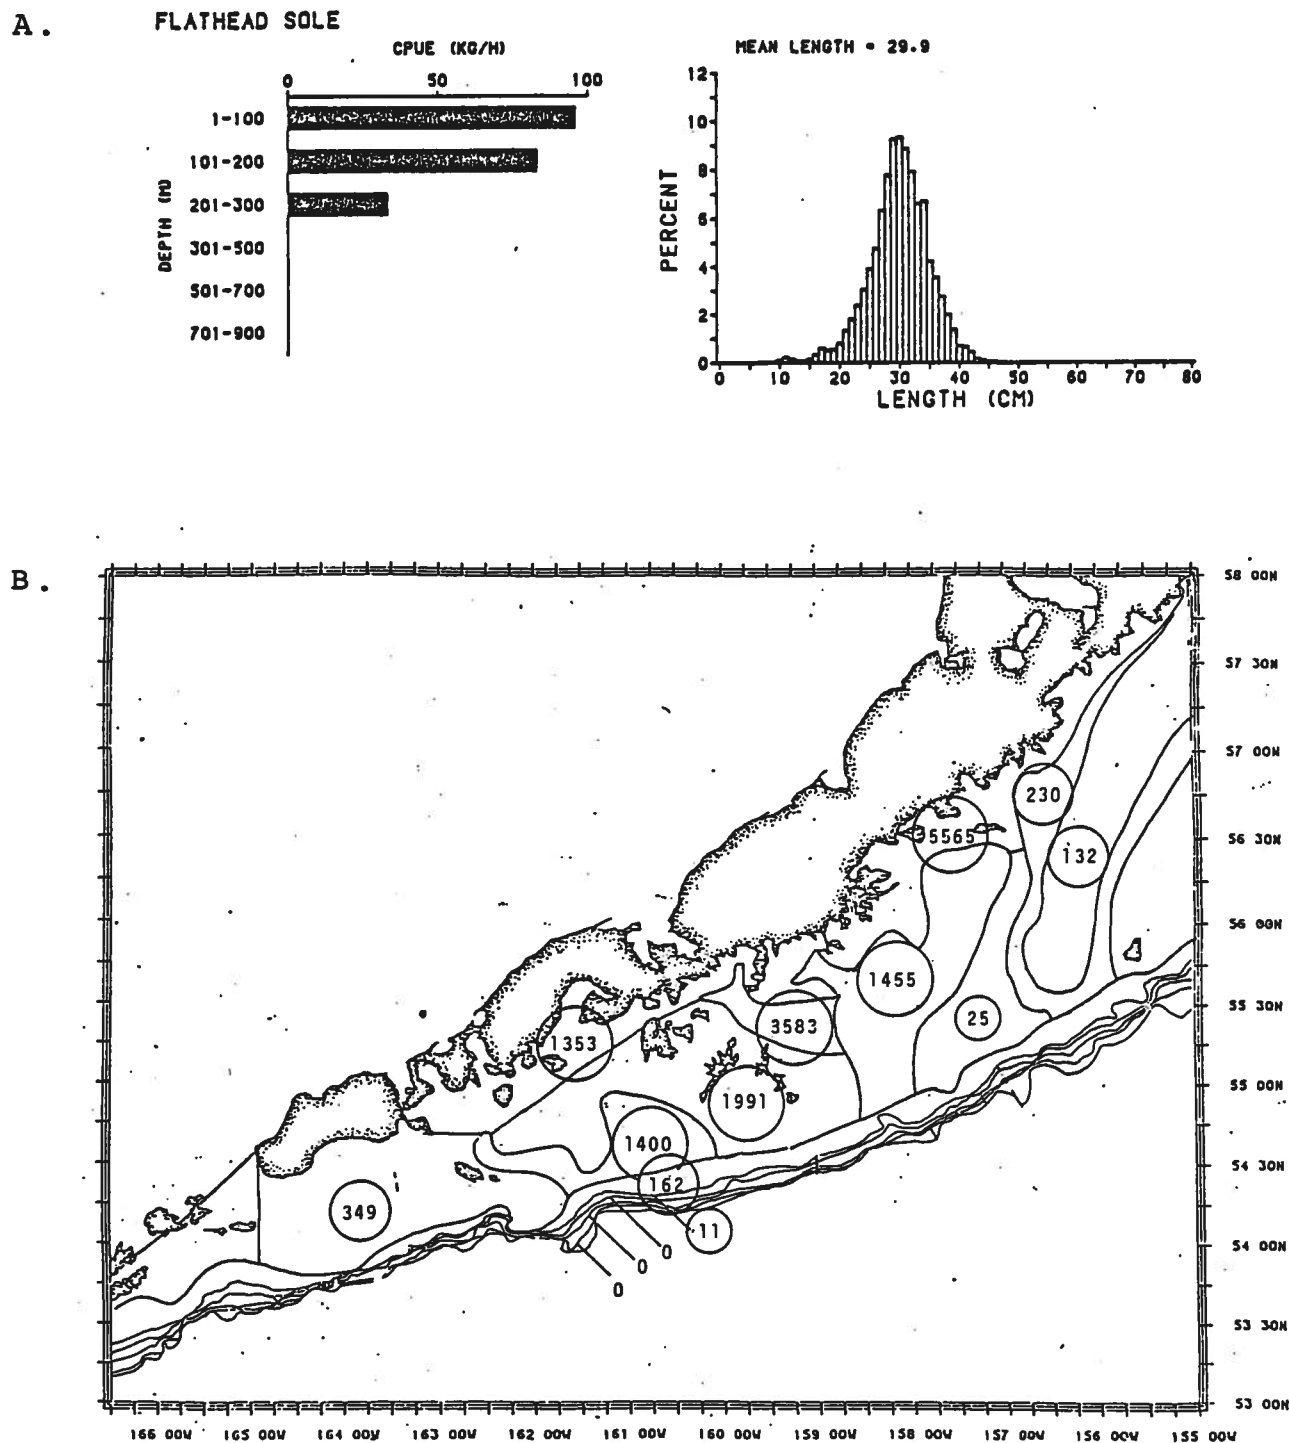 A.
FLATHEAD SOLE
CPUE (KG/H)
0 50 100
DEPTH (M)
1-100
101-200
201-300
301-500
501-700
701-900
MEAN LENGTH = 29.9
PERCENT
12
10
8
6
4
2
0
0 10 20 30 40 50 60 70 80
LENGTH (CM)
B.
58 00N
57 30N
57 00N
56 30N
56 00N
55 30N
55 00N
54 30N
54 00N
53 30N
53 00N
230
5565
132
1455
25
3583
1353
1991
1400
162
349
11
0
0
0
166 00W 165 00W 164 00W 163 00W 162 00W 161 00W 160 00W 159 00W 158 00W 157 00W 156 00W 155 00W